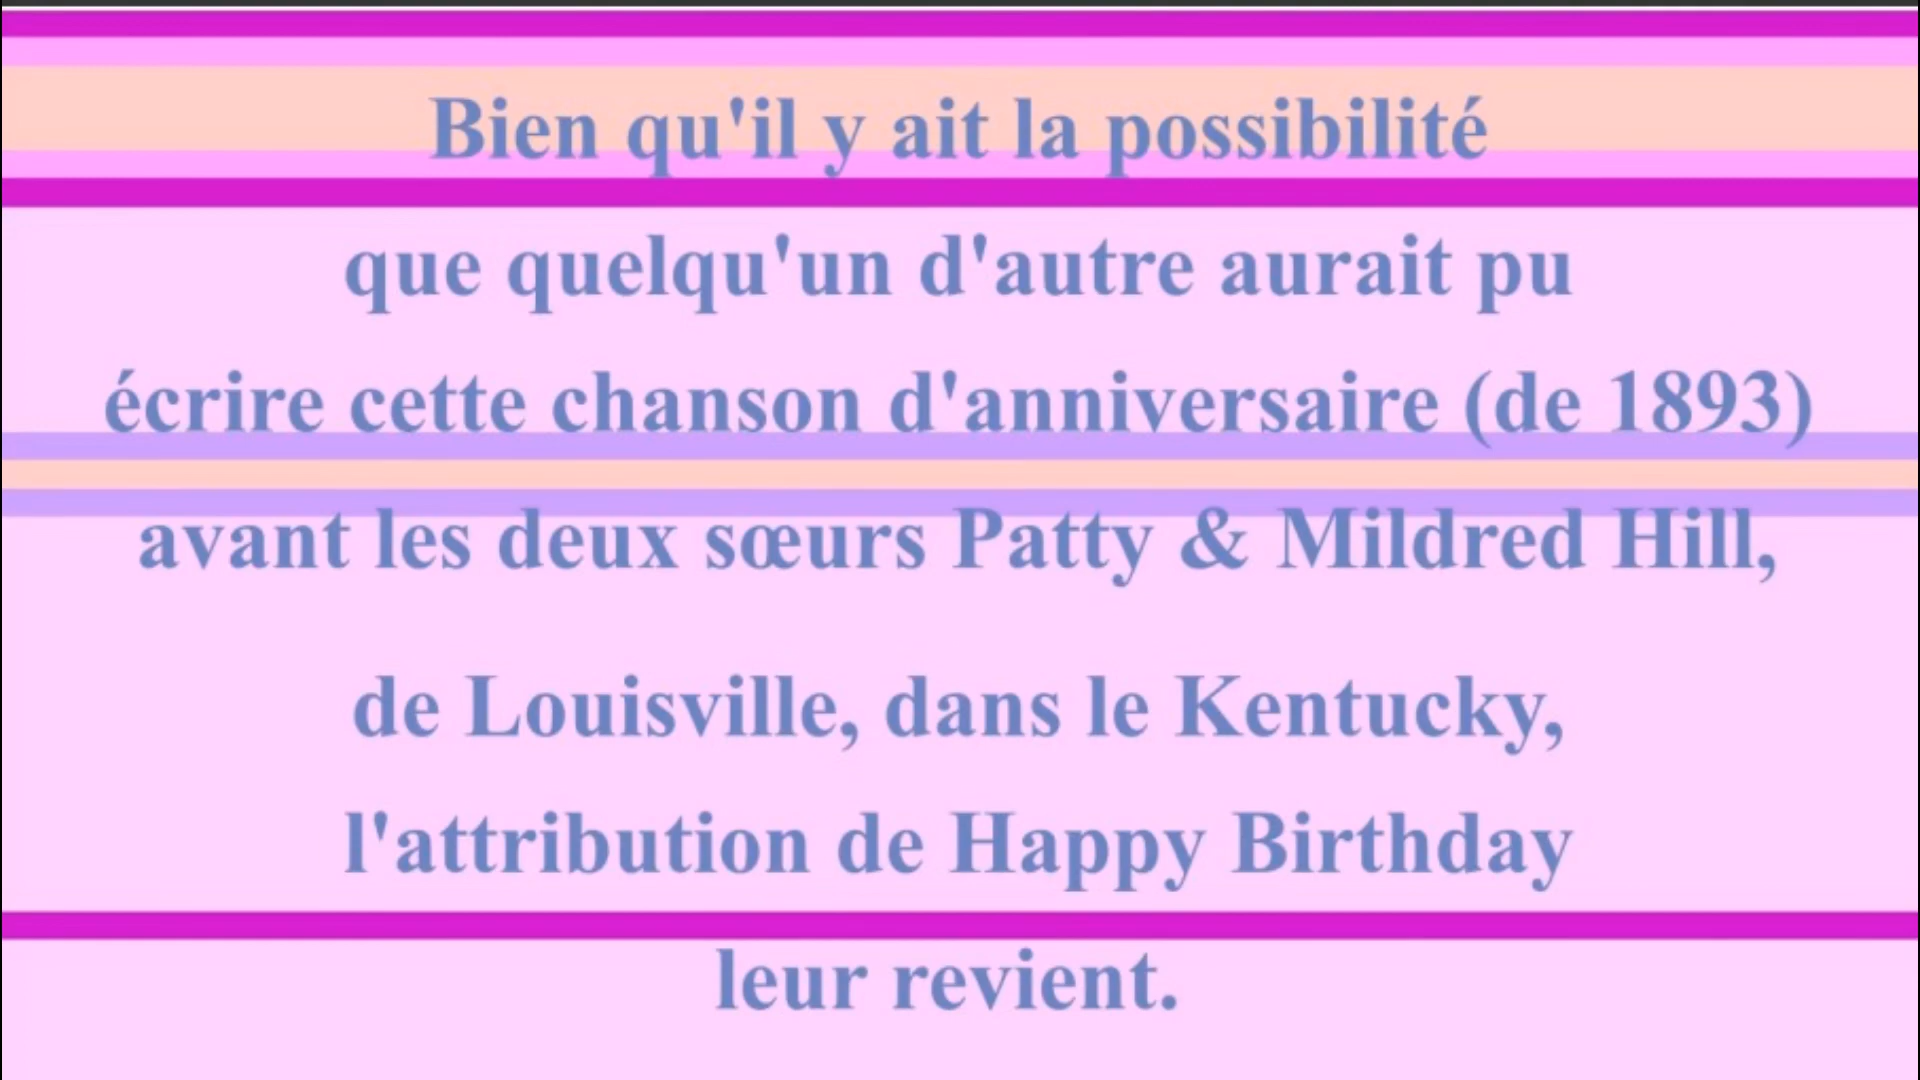 Bien qu'il y ait la possibilité
que quelqu'un d'autre aurait pu
écrire cette chanson d'anniversaire (de 1893)
avant les deux sœurs Patty & Mildred Hill,
de Louisville, dans le Kentucky,
l'attribution de Happy Birthday
leur revient.